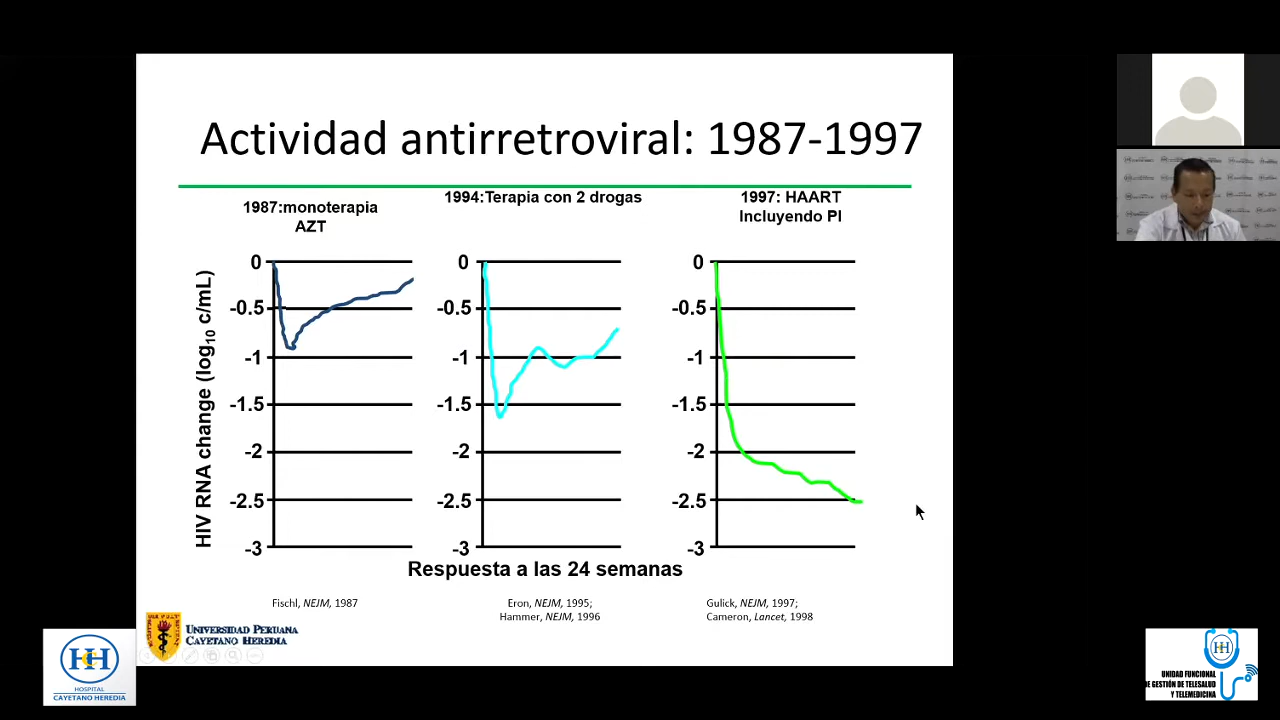 Actividad antirretroviral: 1987-1997
1987:monoterapia
AZT
1994:Terapia con 2 drogas
1997: HAART
Incluyendo PI
HIV RNA change (log10 c/mL)
0
-0.5
-1
-1.5
-2
-2.5
-3
0
-0.5
-1
-1.5
-2
-2.5
-3
0
-0.5
-1
-1.5
-2
-2.5
-3
Respuesta a las 24 semanas
Fischl, NEJM, 1987
Eron, NEJM, 1995;
Hammer, NEJM, 1996
Gulick, NEJM, 1997;
Cameron, Lancet, 1998
UNIVERSIDAD PERUANA
CAYETANO HEREDIA
HCH
HOSPITAL
CAYETANO HEREDIA
UNIDAD FUNCIONAL
DE GESTIÓN DE TELESALUD
Y TELEMEDICINA